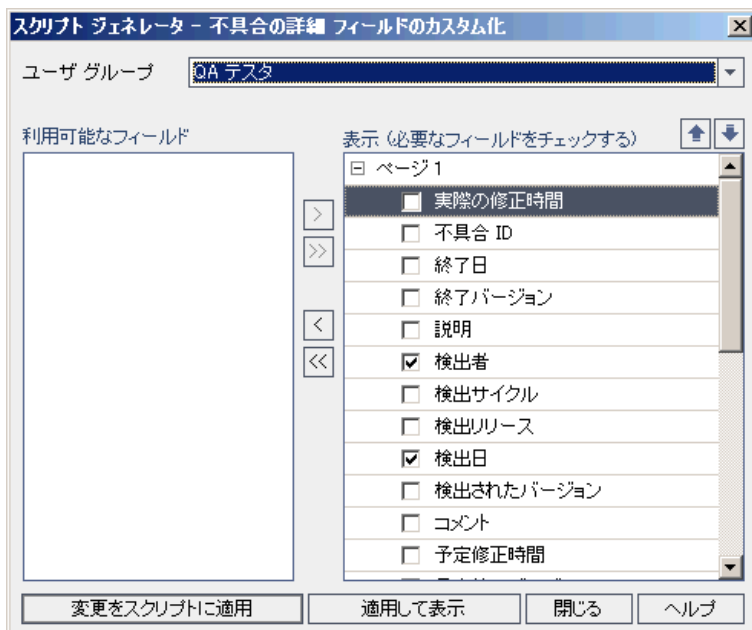 スクリプト ジェネレータ - 不具合の詳細 フィールドのカスタム化
ユーザ グループ
QA テスタ
利用可能なフィールド
表示 (必要なフィールドをチェックする)
ページ 1
実際の修正時間
不具合 ID
終了日
終了バージョン
説明
検出者
検出サイクル
検出リリース
検出日
検出されたバージョン
コメント
予定修正時間
>
>>
<
<<
変更をスクリプトに適用
適用して表示
閉じる
ヘルプ